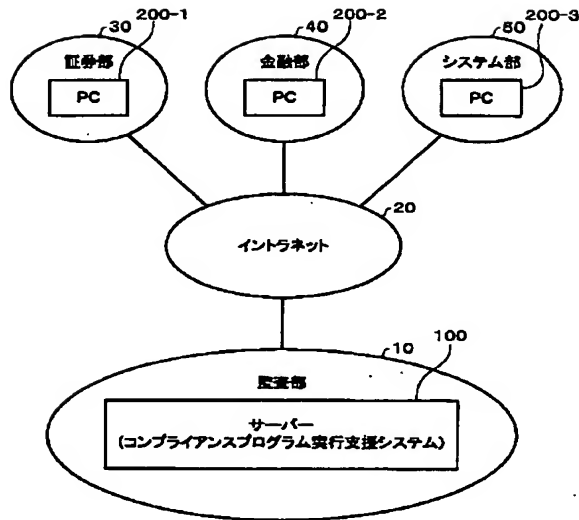 30
200-1
40
200-2
50
200-3
証券部
金融部
システム部
PC
PC
PC
20
イントラネット
10
100
監査部
サーバー
(コンプライアンスプログラム実行支援システム)